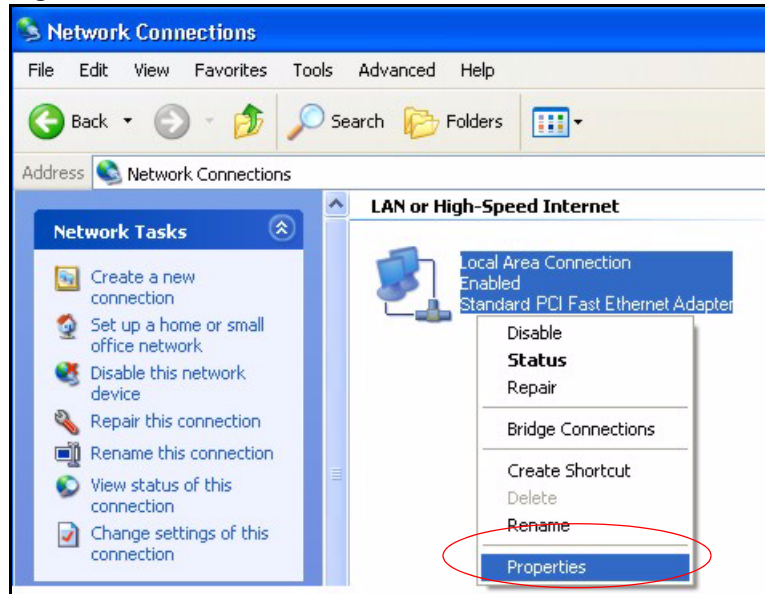 Network Connections
File Edit View Favorites Tools Advanced Help
Back Search Folders
Address Network Connections
Network Tasks
Create a new
connection
Set up a home or small
office network
Disable this network
device
Repair this connection
Rename this connection
View status of this
connection
Change settings of this
connection
LAN or High-Speed Internet
Local Area Connection
Enabled
Standard PCI Fast Ethernet Adapter
Disable
Status
Repair
Bridge Connections
Create Shortcut
Delete
Rename
Properties